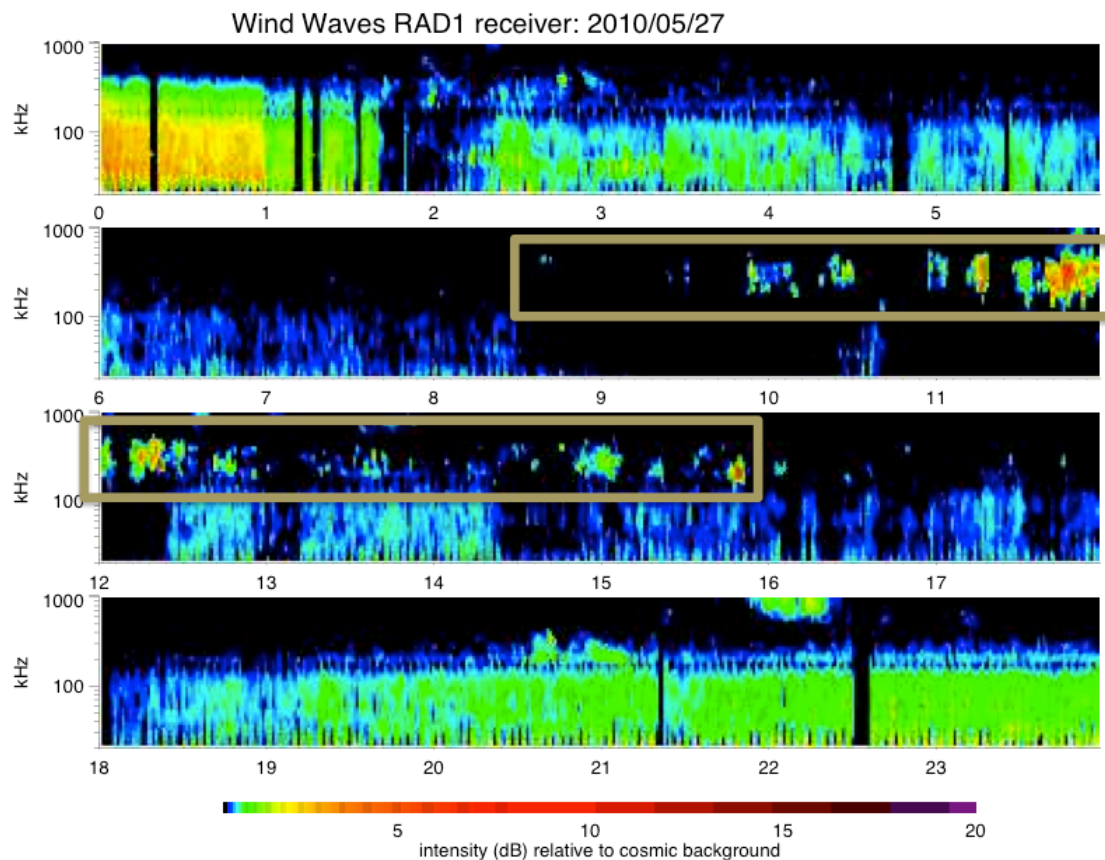 Wind Waves RAD1 receiver: 2010/05/27
1000
100
kHz
0 1 2 3 4 5
1000
100
kHz
6 7 8 9 10 11
1000
100
kHz
12 13 14 15 16 17
1000
100
kHz
18 19 20 21 22 23
5 10 15 20
intensity (dB) relative to cosmic background